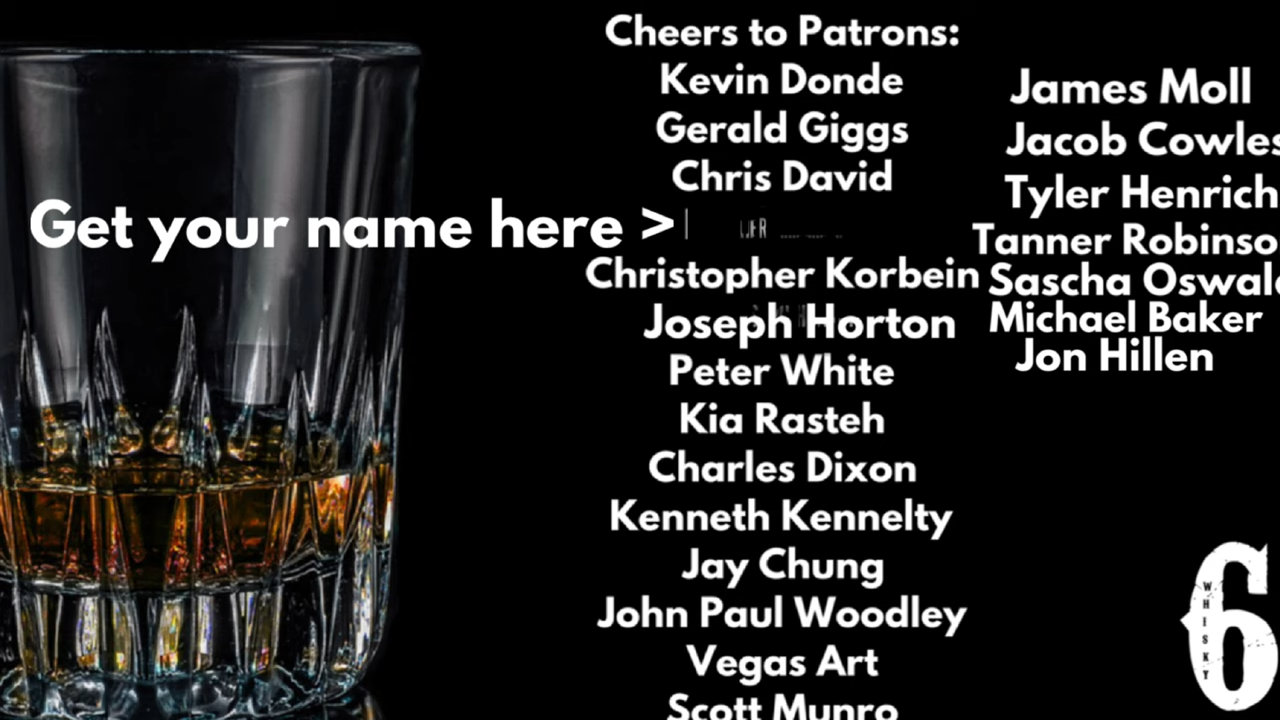 Get your name here >
Cheers to Patrons:
Kevin Donde
Gerald Giggs
Chris David
Christopher Korbein
Joseph Horton
Peter White
Kia Rasteh
Charles Dixon
Kenneth Kennelty
Jay Chung
John Paul Woodley
Vegas Art
Scott Munro
James Moll
Jacob Cowles
Tyler Henrich
Tanner Robinso
Sascha Oswald
Michael Baker
Jon Hillen
6
WHISKY